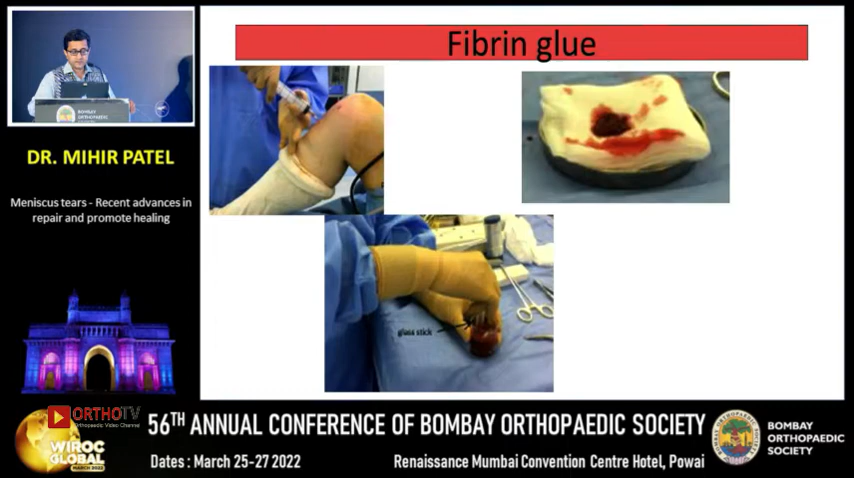 Fibrin glue
BOMBAY
ORTHOPAEDIC
DR. MIHIR PATEL
Meniscus tears - Recent advances in
repair and promote healing
glass stick
ORTHOTV
Orthopaedic Video Channel
WIROC
GLOBAL
MARCH 2022
56TH ANNUAL CONFERENCE OF BOMBAY ORTHOPAEDIC SOCIETY
Dates : March 25-27 2022
Renaissance Mumbai Convention Centre Hotel, Powai
BOMBAY
ORTHOPAEDIC
SOCIETY